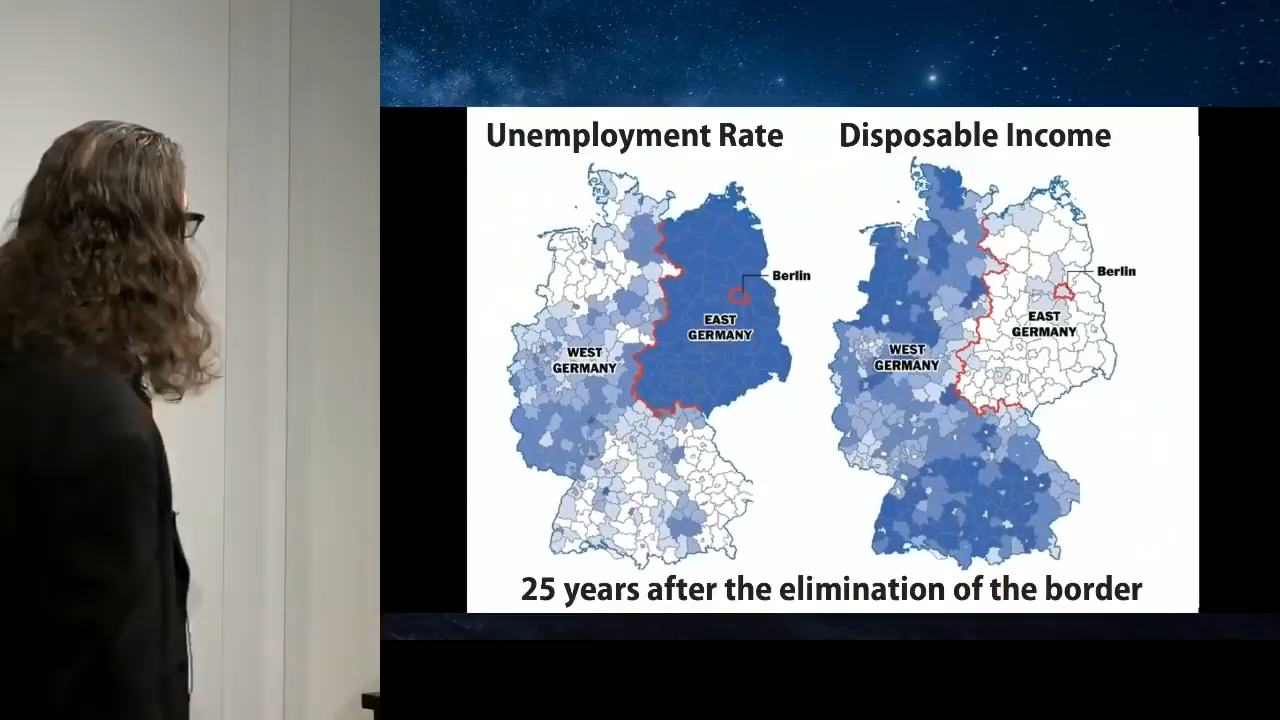 Unemployment Rate
Disposable Income
Berlin
EAST
GERMANY
WEST
GERMANY
Berlin
EAST
GERMANY
WEST
GERMANY
25 years after the elimination of the border